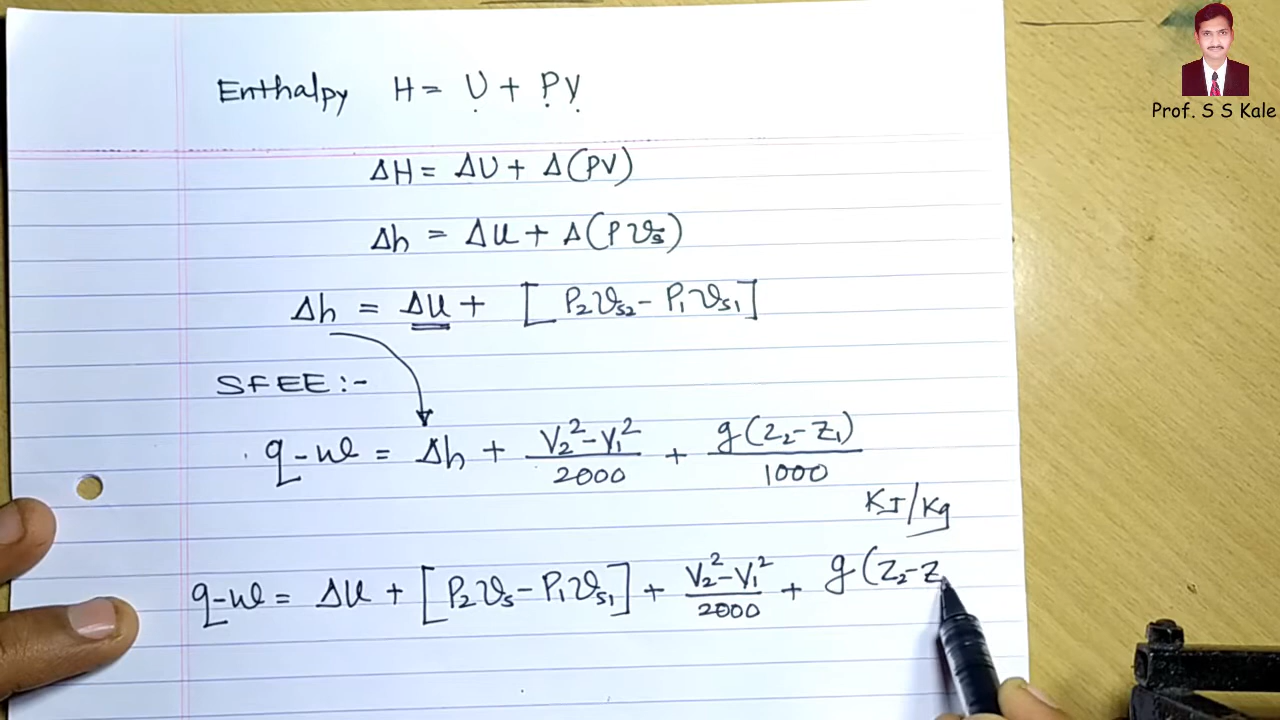 Prof. S S Kale
Enthalpy H = U + PV
ΔH = ΔU + Δ(PV)
Δh = Δu + Δ(P𝑣s)
Δh = Δu + [P₂𝑣s₂ - P₁𝑣s₁]
SFEE :-
q-w = Δh + V₂²-V₁²/2000 + g(z₂-z₁)/1000
KJ/Kg
q-w = Δu + [P₂𝑣s - P₁𝑣s₁] + V₂²-V₁²/2000 + g(z₂-z